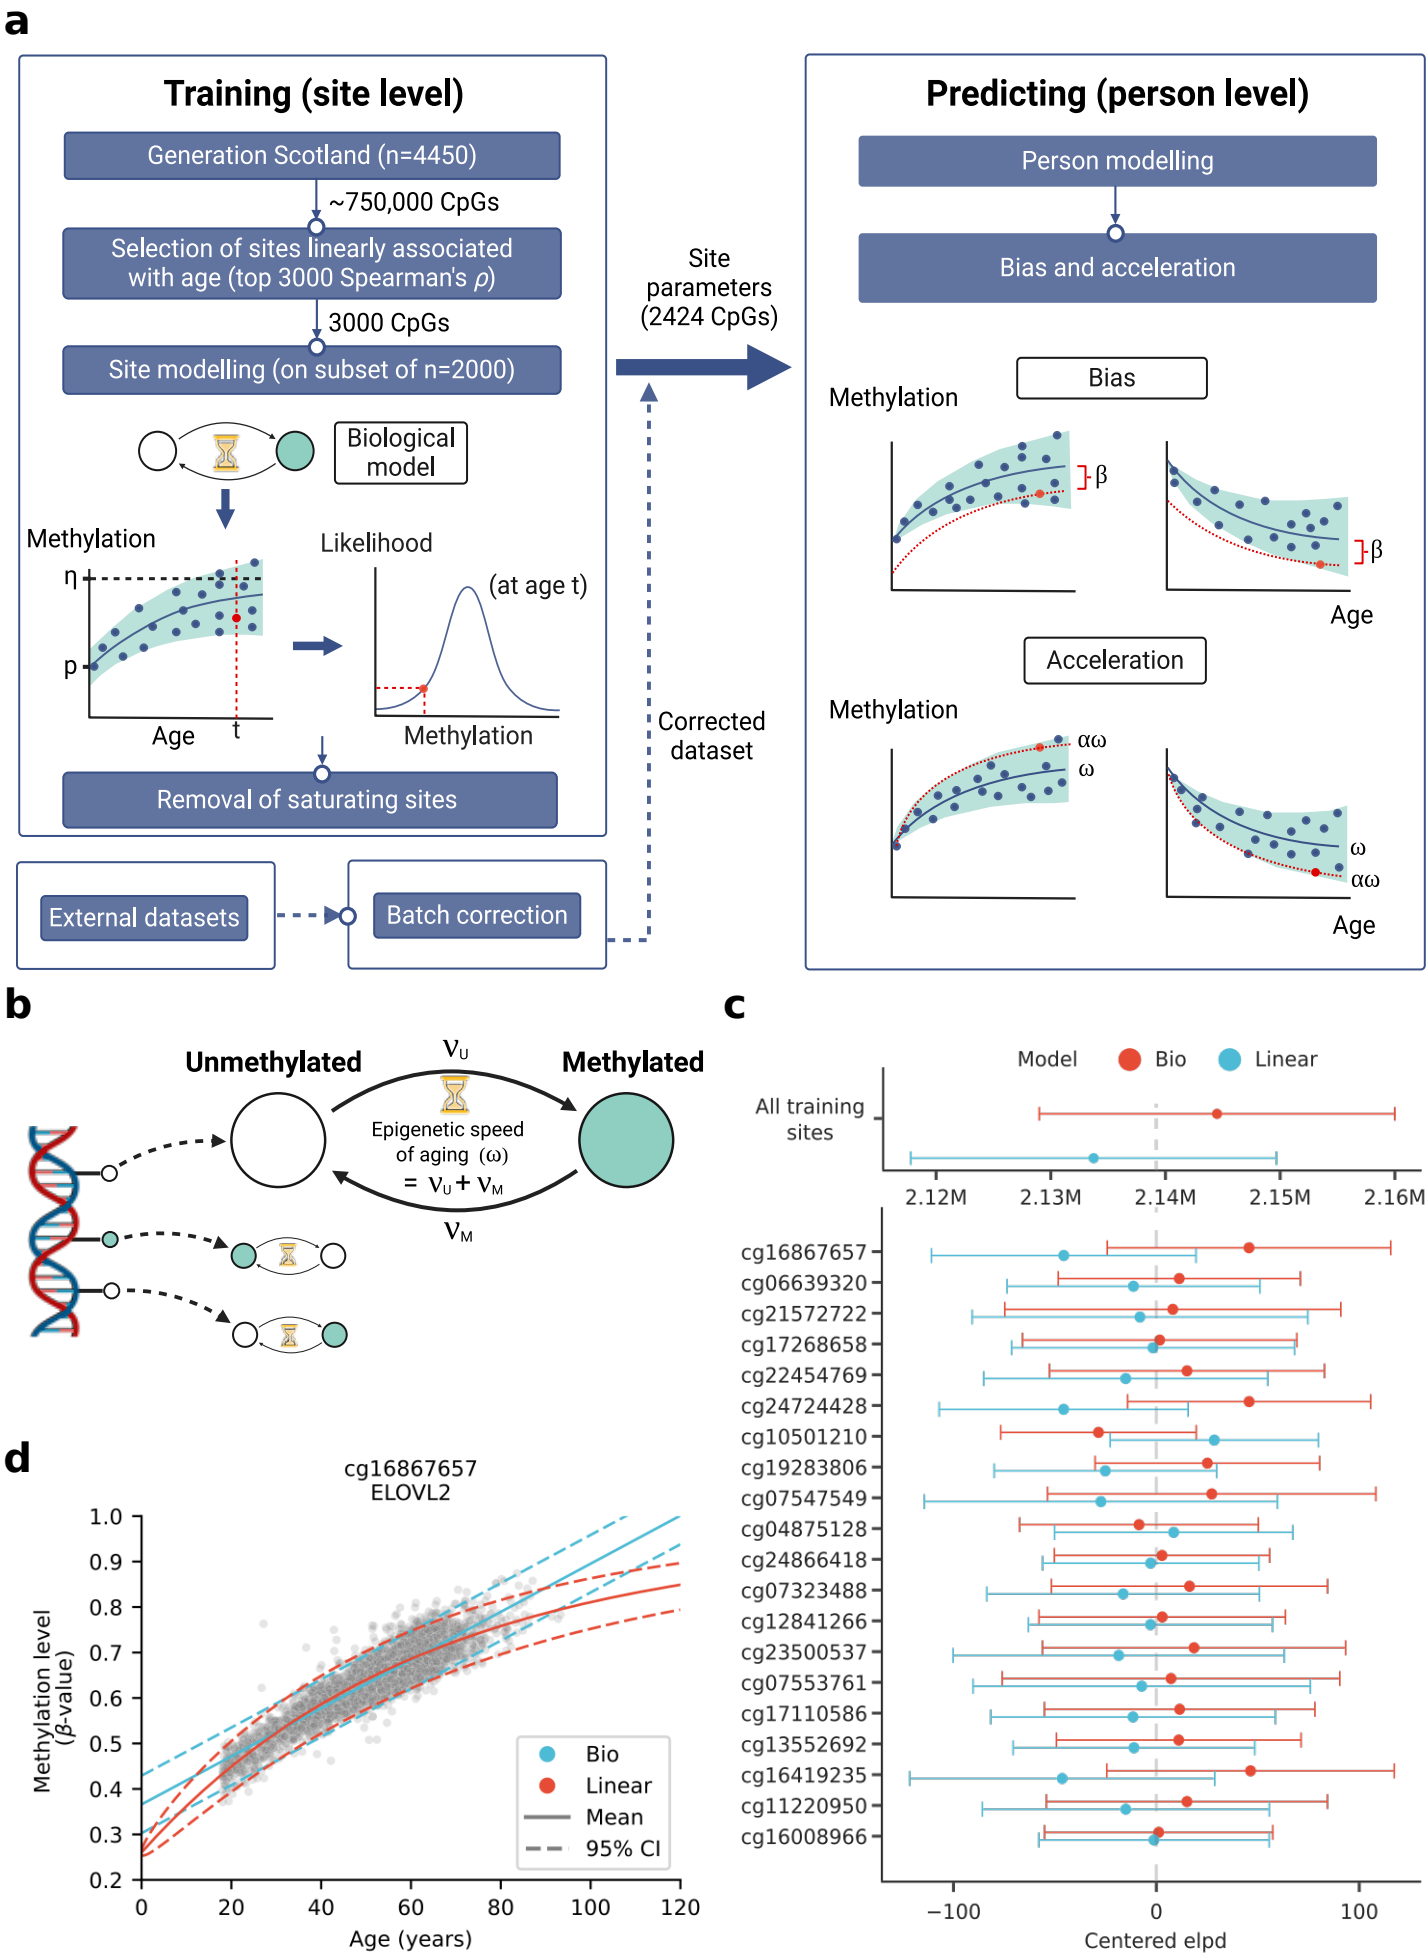 a
Training (site level)
Generation Scotland (n=4450)
~750,000 CpGs
Selection of sites linearly associated
with age (top 3000 Spearman's ρ)
3000 CpGs
Site modelling (on subset of n=2000)
Biological
model
Methylation
η
p
Age
t
Likelihood
(at age t)
Methylation
Removal of saturating sites
External datasets
Batch correction
Site
parameters
(2424 CpGs)
Corrected
dataset
Predicting (person level)
Person modelling
Bias and acceleration
Bias
Methylation
β
β
Age
Acceleration
Methylation
αω
ω
ω
αω
Age
b
Unmethylated
νU
Methylated
Epigenetic speed
of aging (ω)
= νU + νM
νM
c
Model
Bio
Linear
All training
sites
2.12M
2.13M
2.14M
2.15M
2.16M
cg16867657
cg06639320
cg21572722
cg17268658
cg22454769
cg24724428
cg10501210
cg19283806
cg07547549
cg04875128
cg24866418
cg07323488
cg12841266
cg23500537
cg07553761
cg17110586
cg13552692
cg16419235
cg11220950
cg16008966
−100
0
100
Centered elpd
d
cg16867657
ELOVL2
Methylation level
(β-value)
1.0
0.9
0.8
0.7
0.6
0.5
0.4
0.3
0.2
Bio
Linear
Mean
95% CI
0
20
40
60
80
100
120
Age (years)